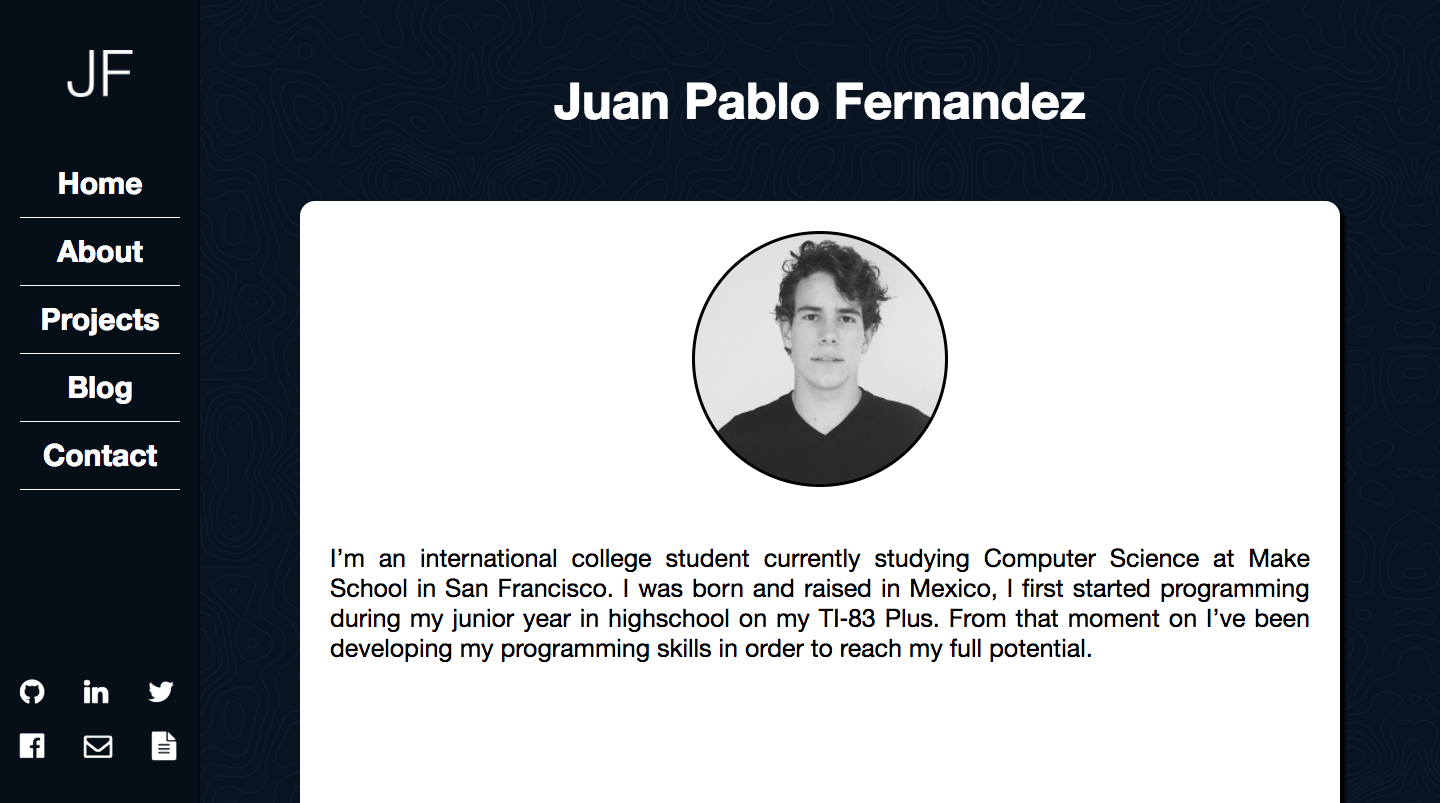 JF
Home
About
Projects
Blog
Contact
Juan Pablo Fernandez
I’m an international college student currently studying Computer Science at Make
School in San Francisco. I was born and raised in Mexico, I first started programming
during my junior year in highschool on my TI-83 Plus. From that moment on I’ve been
developing my programming skills in order to reach my full potential.